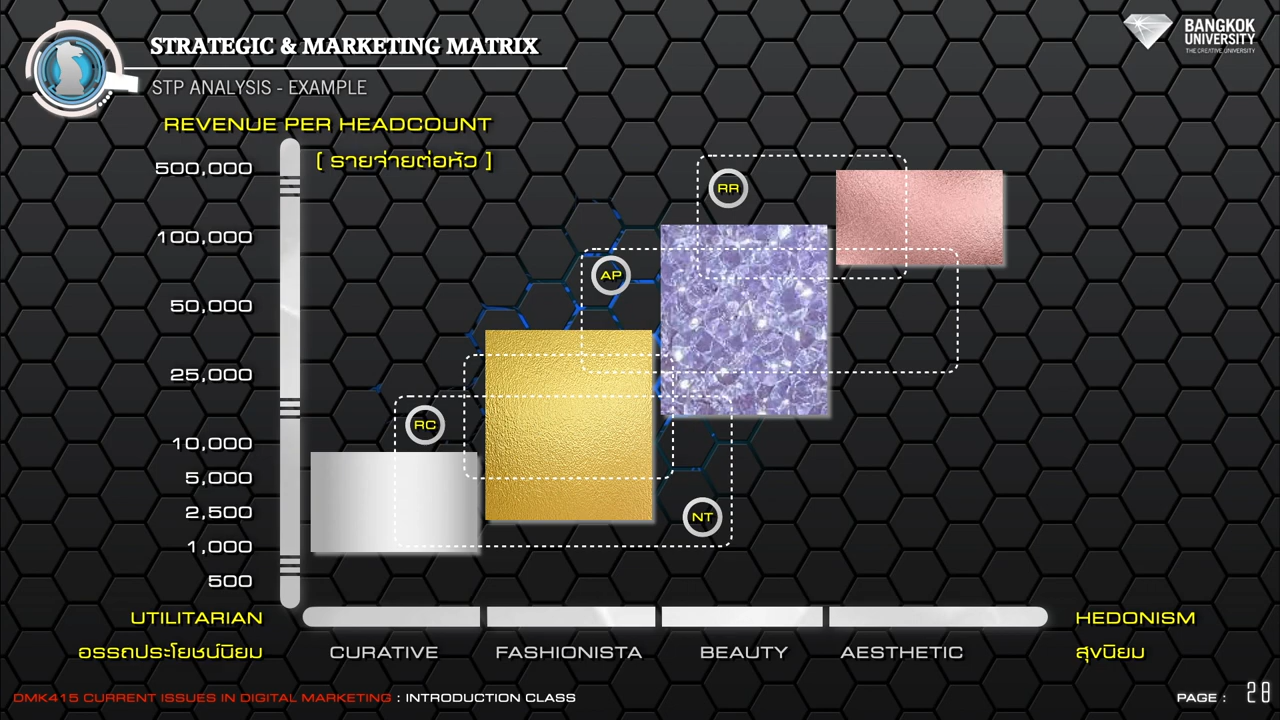 STRATEGIC & MARKETING MATRIX
STP ANALYSIS - EXAMPLE
BANGKOK
UNIVERSITY
THE CREATIVE UNIVERSITY
REVENUE PER HEADCOUNT
[ รายจ่ายต่อหัว ]
500,000
100,000
50,000
25,000
10,000
5,000
2,500
1,000
500
RR
AP
RC
NT
UTILITARIAN
HEDONISM
อรรถประโยชน์นิยม
CURATIVE
FASHIONISTA
BEAUTY
AESTHETIC
สุขนิยม
DMK415 CURRENT ISSUES IN DIGITAL MARKETING : INTRODUCTION CLASS
PAGE : 28